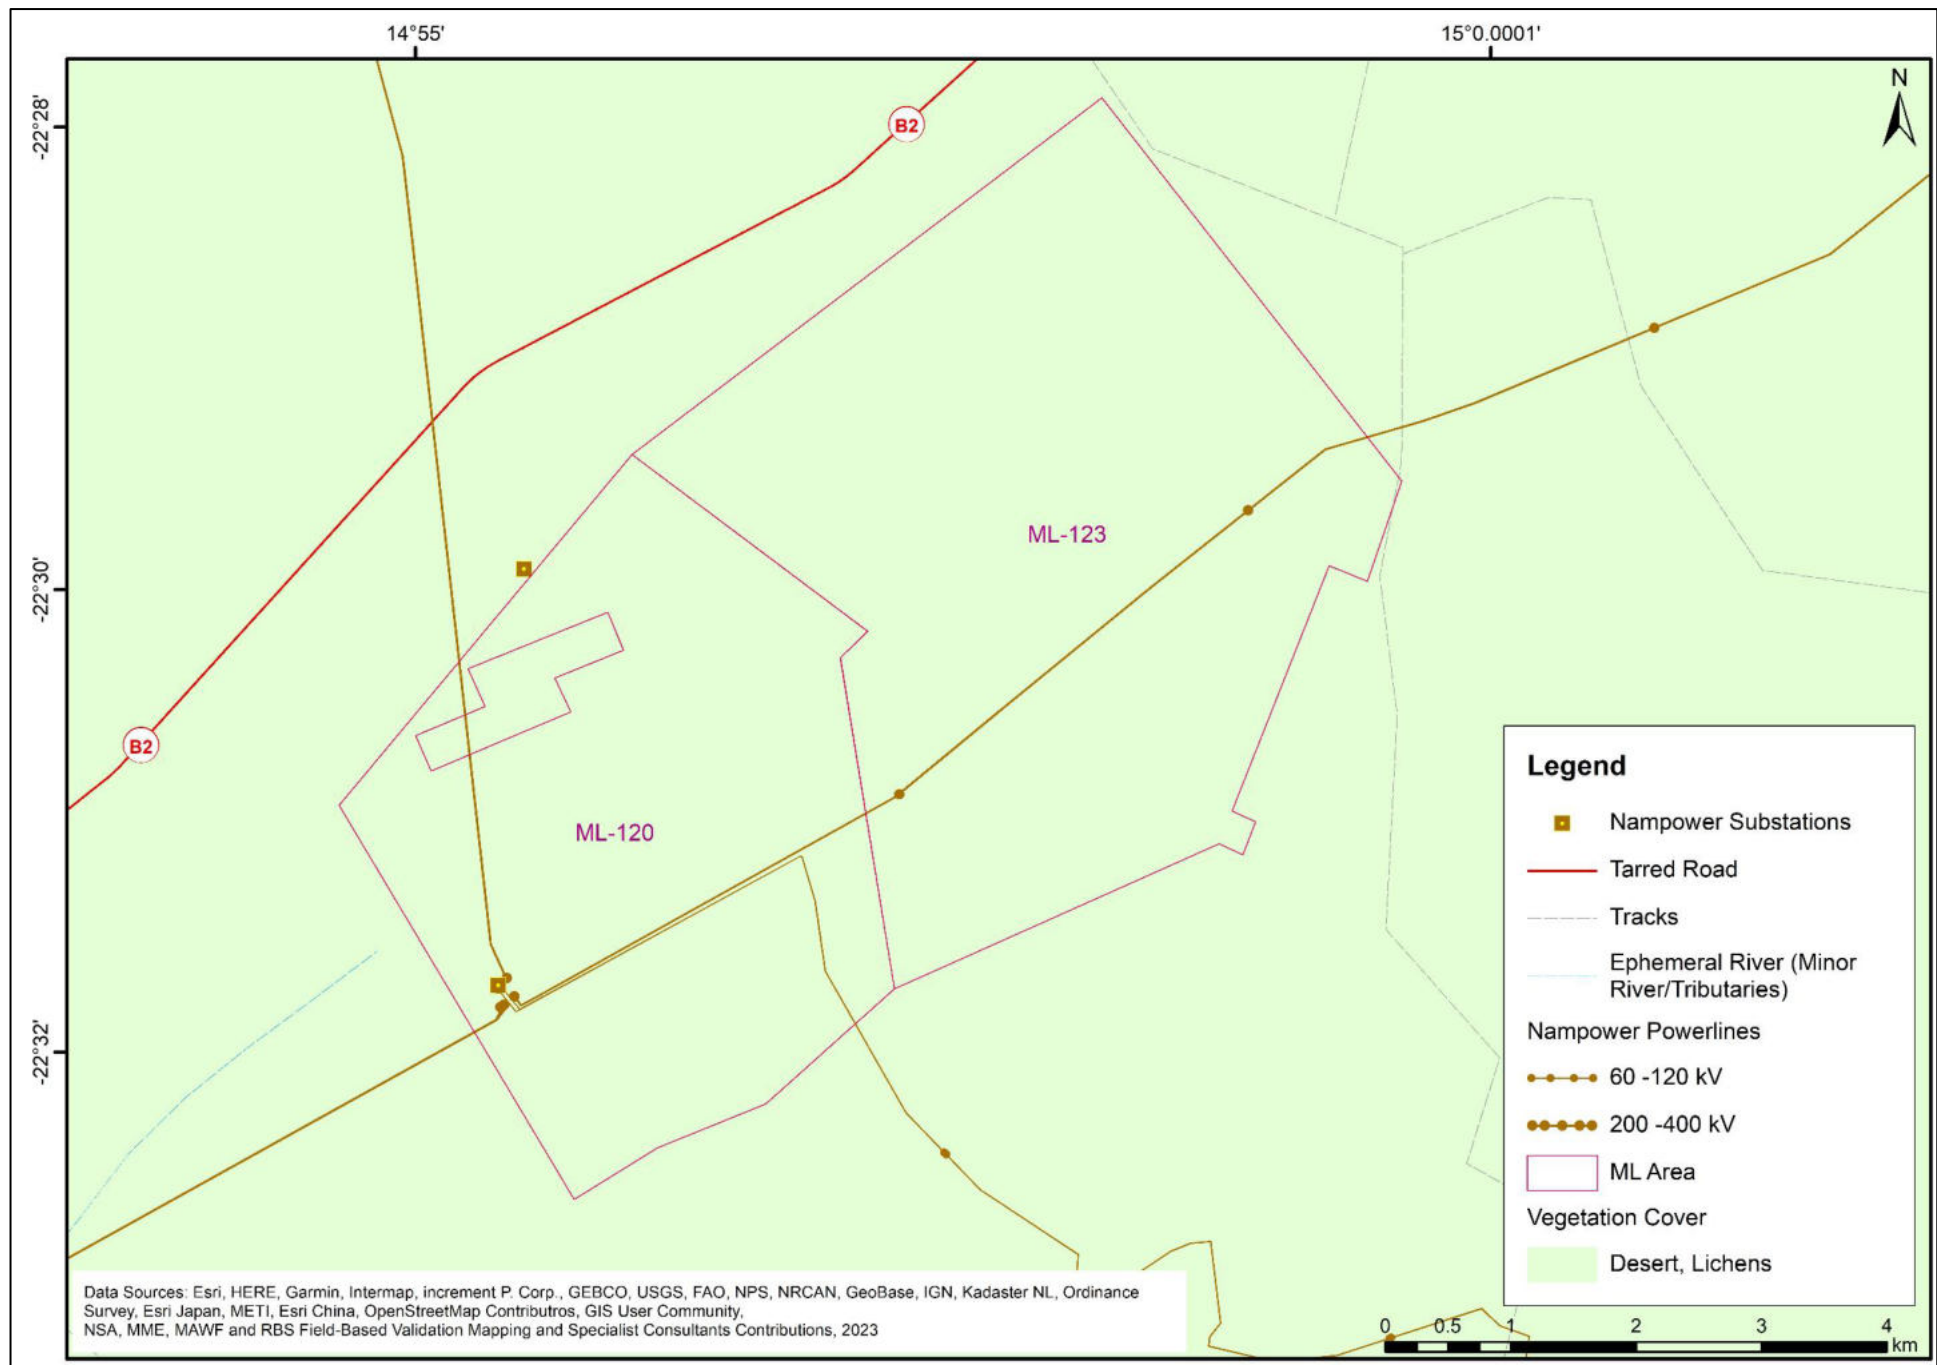 14°55'
15°0.0001'
-22°28'
-22°30'
-22°32'
N
B2
B2
ML-123
ML-120
Legend
Nampower Substations
Tarred Road
Tracks
Ephemeral River (Minor
River/Tributaries)
Nampower Powerlines
60 -120 kV
200 -400 kV
ML Area
Vegetation Cover
Desert, Lichens
Data Sources: Esri, HERE, Garmin, Intermap, increment P. Corp., GEBCO, USGS, FAO, NPS, NRCAN, GeoBase, IGN, Kadaster NL, Ordinance
Survey, Esri Japan, METI, Esri China, OpenStreetMap Contributros, GIS User Community,
NSA, MME, MAWF and RBS Field-Based Validation Mapping and Specialist Consultants Contributions, 2023
0 0.5 1 2 3 4
km